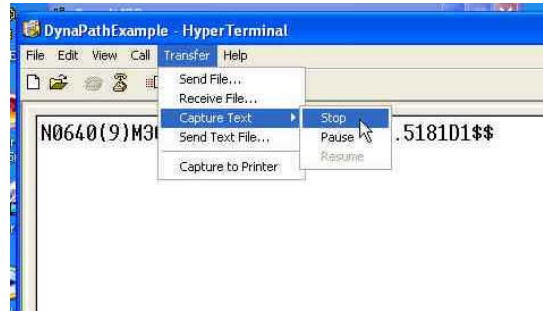 DynaPathExample - HyperTerminal
File Edit View Call Transfer Help
Send File...
Receive File...
Capture Text
Send Text File...
Capture to Printer
Stop
Pause
Resume
N0640(9)M30 .5181D1$$